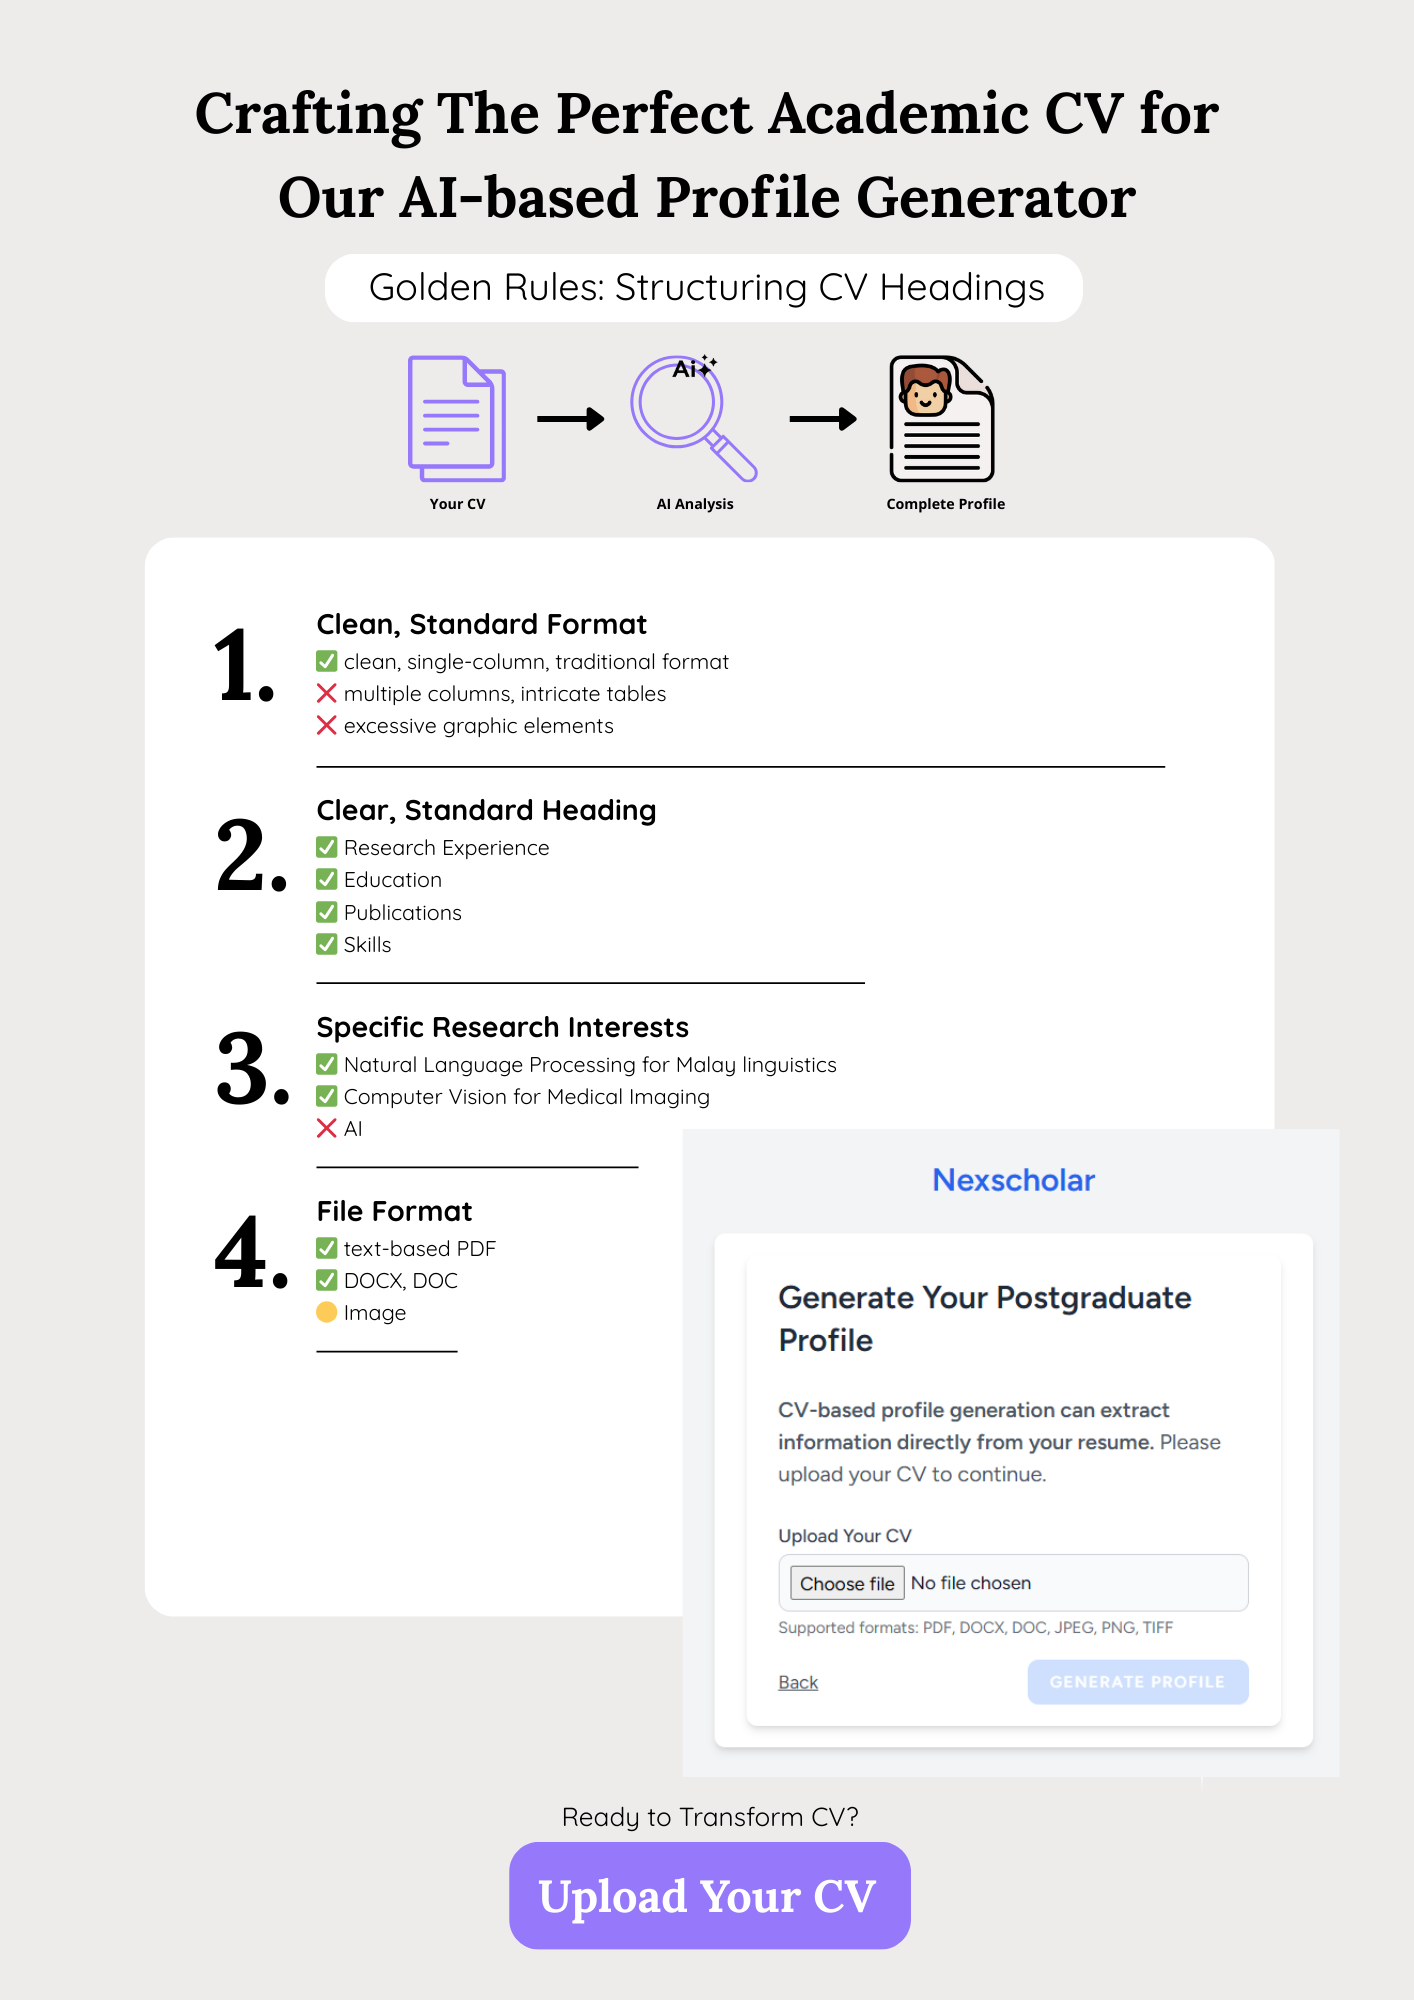 Crafting The Perfect Academic CV for
Our AI-based Profile Generator
Golden Rules: Structuring CV Headings
Ai
Your CV
AI Analysis
Complete Profile
1.
Clean, Standard Format
✅ clean, single-column, traditional format
❌ multiple columns, intricate tables
❌ excessive graphic elements
2.
Clear, Standard Heading
✅ Research Experience
✅ Education
✅ Publications
✅ Skills
3.
Specific Research Interests
✅ Natural Language Processing for Malay linguistics
✅ Computer Vision for Medical Imaging
❌ AI
4.
File Format
✅ text-based PDF
✅ DOCX, DOC
🟡 Image
Nexscholar
Generate Your Postgraduate
Profile
CV-based profile generation can extract
information directly from your resume. Please
upload your CV to continue.
Upload Your CV
Choose file No file chosen
Supported formats: PDF, DOCX, DOC, JPEG, PNG, TIFF
Back
GENERATE PROFILE
Ready to Transform CV?
Upload Your CV